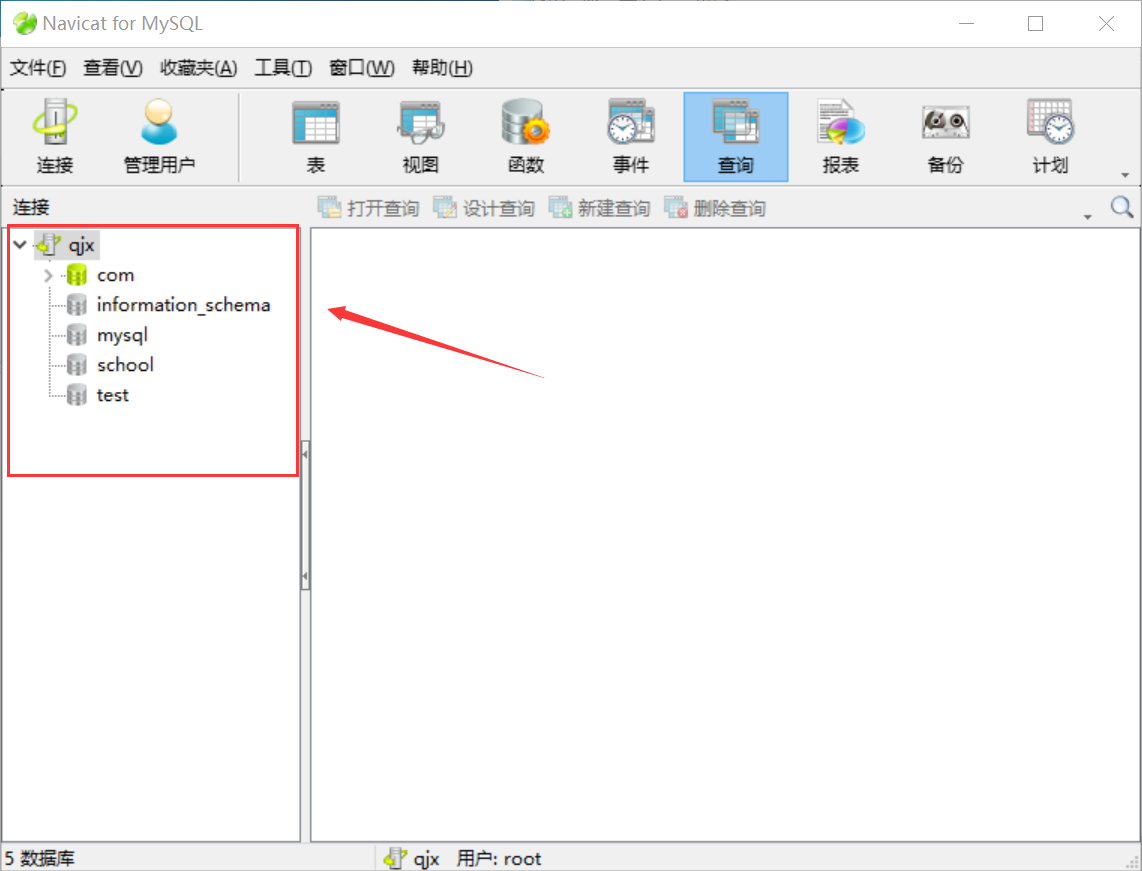 Navicat for MySQL
文件(F) 查看(V) 收藏夹(A) 工具(T) 窗口(W) 帮助(H)
连接 管理用户 表 视图 函数 事件 查询 报表 备份 计划
连接 打开查询 设计查询 新建查询 删除查询
qjx
com
information_schema
mysql
school
test
5 数据库 qjx 用户: root